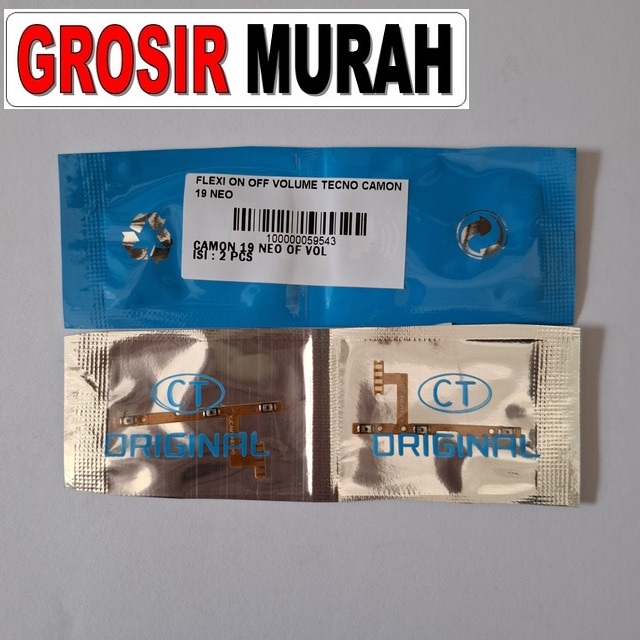 GROSIR MURAH
FLEXI ON OFF VOLUME TECNO CAMON
19 NEO
100000059543
CAMON 19 NEO OF VOL
ISI : 2 PCS
CT
ORIGINAL
CT
ORIGINAL